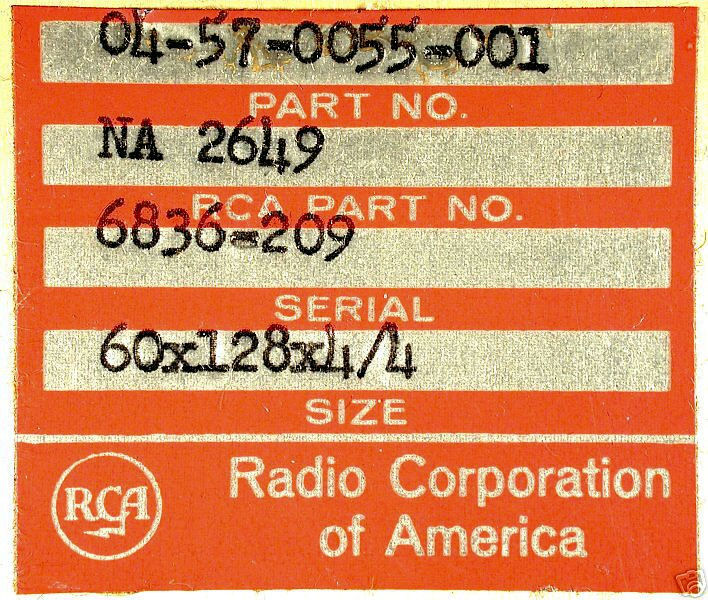 04-57-0055-001
PART NO.
NA 2649
RCA PART NO.
6836-209
SERIAL
60x128x4/4
SIZE
RCA
Radio Corporation
of America